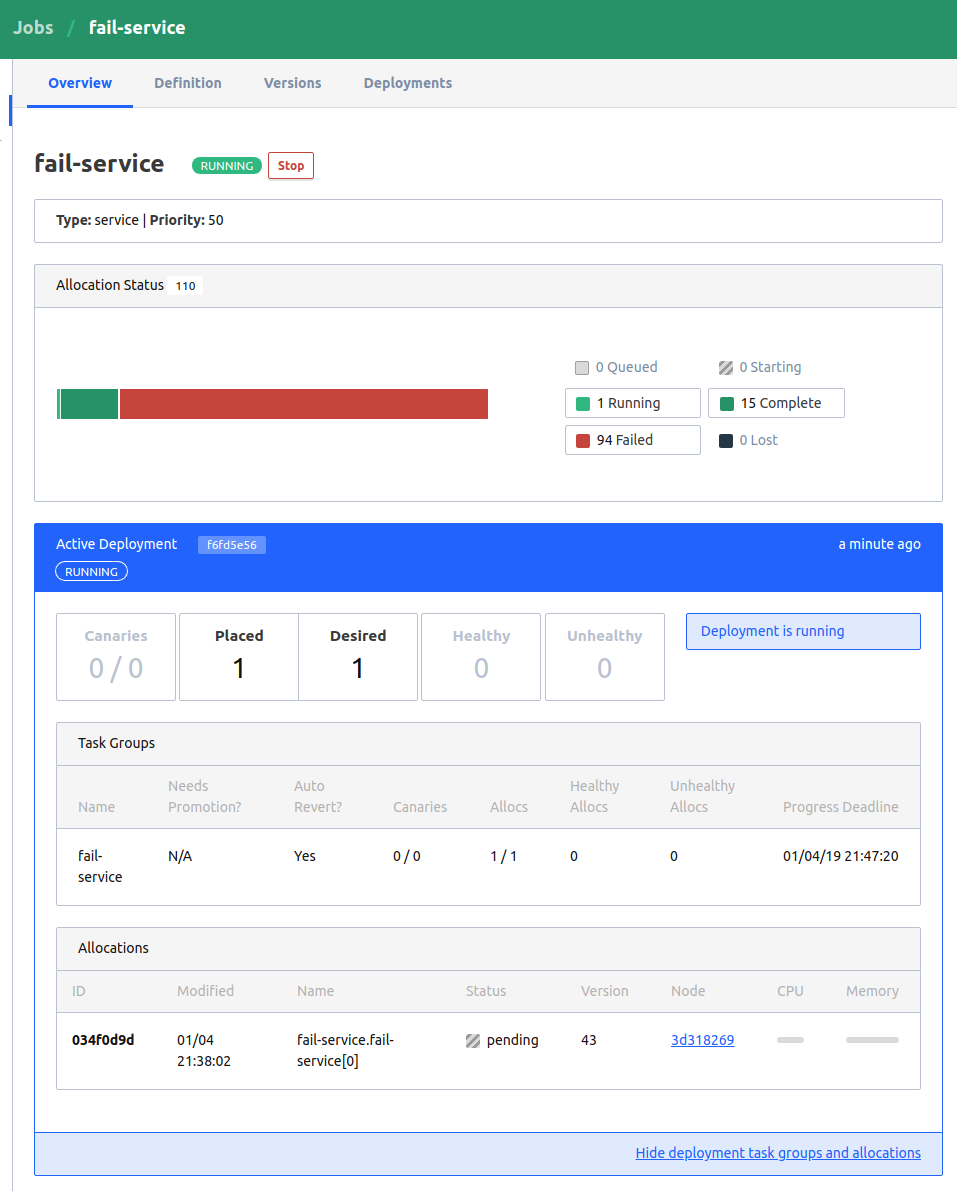 Jobs / fail-service
Overview Definition Versions Deployments
fail-service RUNNING Stop
Type: service | Priority: 50
Allocation Status 110
0 Queued 0 Starting
1 Running 15 Complete
94 Failed 0 Lost
Active Deployment f6fd5e56 a minute ago
RUNNING
Canaries Placed Desired Healthy Unhealthy Deployment is running
0 / 0 1 1 0 0
Task Groups
Needs Auto Healthy Unhealthy
Name Promotion? Revert? Canaries Allocs Allocs Allocs Progress Deadline
fail- N/A Yes 0 / 0 1 / 1 0 0 01/04/19 21:47:20
service
Allocations
ID Modified Name Status Version Node CPU Memory
034f0d9d 01/04 fail-service.fail- pending 43 3d318269
21:38:02 service[0]
Hide deployment task groups and allocations